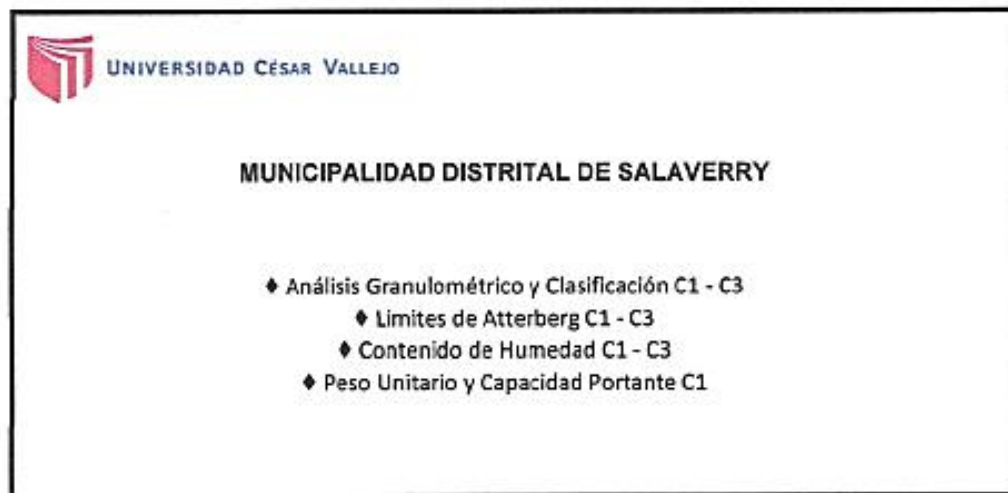 UNIVERSIDAD CÉSAR VALLEJO
MUNICIPALIDAD DISTRITAL DE SALAVERRY
♦ Análisis Granulométrico y Clasificación C1 - C3
♦ Limites de Atterberg C1 - C3
♦ Contenido de Humedad C1 - C3
♦ Peso Unitario y Capacidad Portante C1